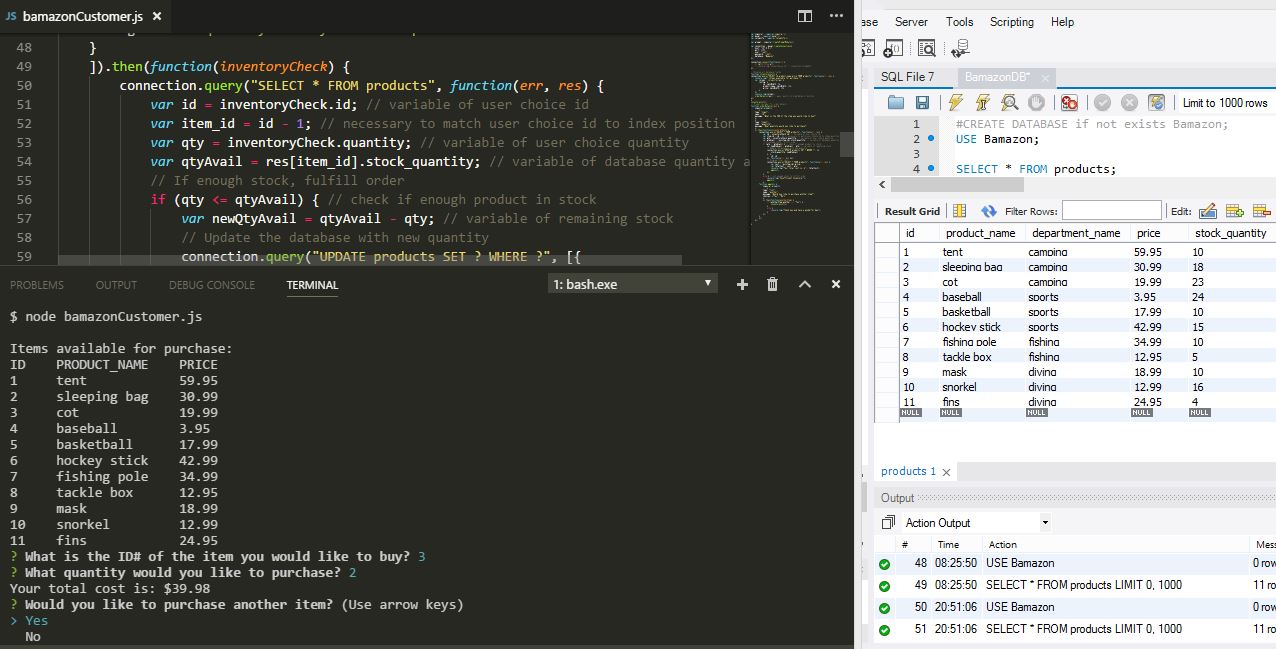 JS bamazonCustomer.js ×
48 }
49 ]).then(function(inventoryCheck) {
50 connection.query("SELECT * FROM products", function(err, res) {
51 var id = inventoryCheck.id; // variable of user choice id
52 var item_id = id - 1; // necessary to match user choice id to index position
53 var qty = inventoryCheck.quantity; // variable of user choice quantity
54 var qtyAvail = res[item_id].stock_quantity; // variable of database quantity a
55 // If enough stock, fulfill order
56 if (qty <= qtyAvail) { // check if enough product in stock
57 var newQtyAvail = qtyAvail - qty; // variable of remaining stock
58 // Update the database with new quantity
59 connection.query("UPDATE products SET ? WHERE ?", [{
PROBLEMS OUTPUT DEBUG CONSOLE TERMINAL 1: bash.exe
$ node bamazonCustomer.js
Items available for purchase:
ID PRODUCT_NAME PRICE
1 tent 59.95
2 sleeping bag 30.99
3 cot 19.99
4 baseball 3.95
5 basketball 17.99
6 hockey stick 42.99
7 fishing pole 34.99
8 tackle box 12.95
9 mask 18.99
10 snorkel 12.99
11 fins 24.95
? What is the ID# of the item you would like to buy? 3
? What quantity would you like to purchase? 2
Your total cost is: $39.98
? Would you like to purchase another item? (Use arrow keys)
> Yes
No
ase Server Tools Scripting Help
SQL File 7 BamazonDB* ×
Limit to 1000 rows
1 #CREATE DATABASE if not exists Bamazon;
2 USE Bamazon;
3
4 SELECT * FROM products;
Result Grid Filter Rows: Edit:
id product_name department_name price stock_quantity
1 tent camping 59.95 10
2 sleeping bag camping 30.99 18
3 cot camping 19.99 23
4 baseball sports 3.95 24
5 basketball sports 17.99 10
6 hockey stick sports 42.99 15
7 fishing pole fishing 34.99 10
8 tackle box fishing 12.95 5
9 mask diving 18.99 10
10 snorkel diving 12.99 16
11 fins diving 24.95 4
NULL NULL NULL NULL NULL
products 1 ×
Output
Action Output
# Time Action Mess
48 08:25:50 USE Bamazon 0 row
49 08:25:50 SELECT * FROM products LIMIT 0, 1000 11 ro
50 20:51:06 USE Bamazon 0 row
51 20:51:06 SELECT * FROM products LIMIT 0, 1000 11 ro